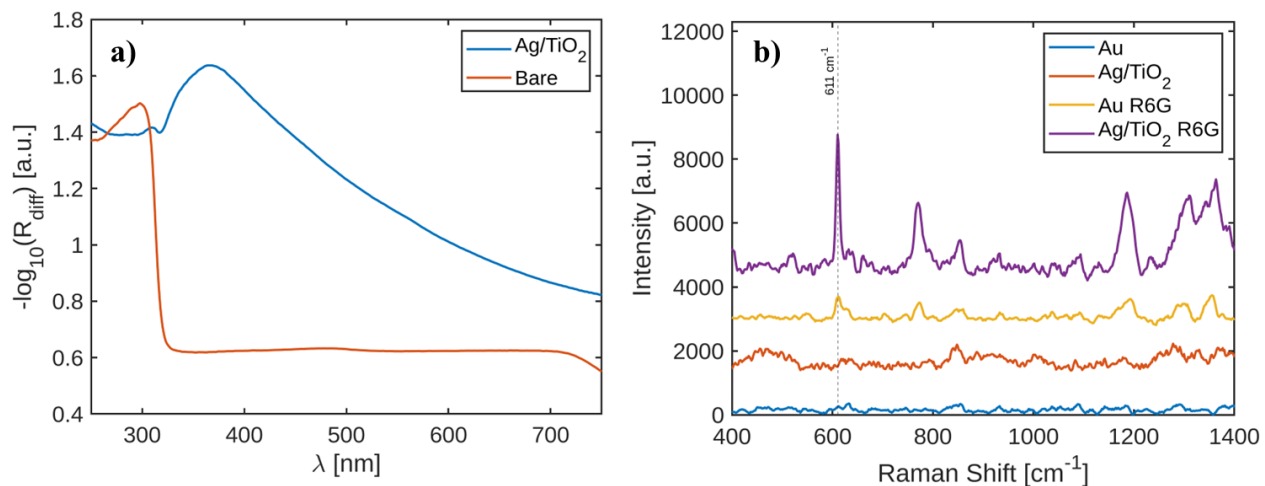 a)
1.8
1.6
1.4
1.2
1
0.8
0.6
0.4
-log10(Rdiff) [a.u.]
Ag/TiO2
Bare
300
400
500
600
700
λ [nm]
b)
12000
10000
8000
6000
4000
2000
0
Intensity [a.u.]
611 cm-1
Au
Ag/TiO2
Au R6G
Ag/TiO2 R6G
400
600
800
1000
1200
1400
Raman Shift [cm-1]